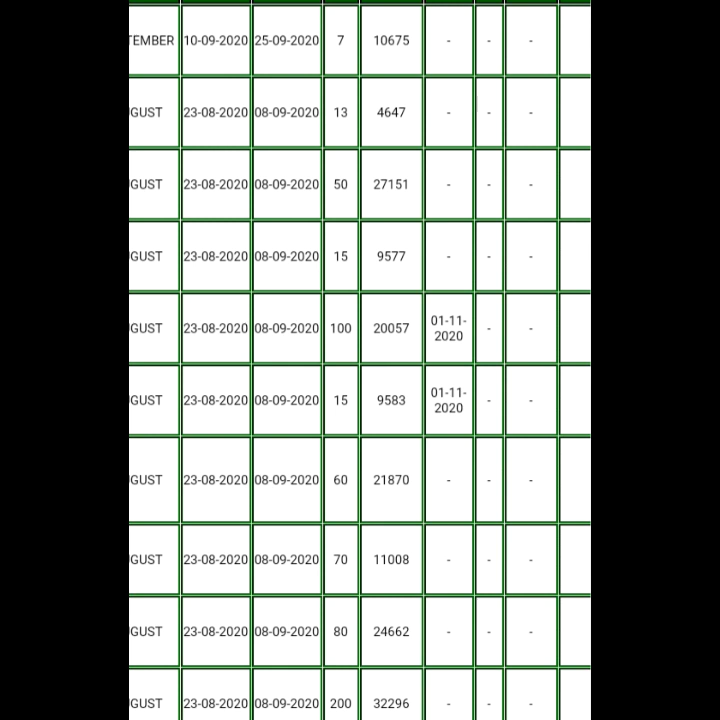 TEMBER 10-09-2020 25-09-2020 7 10675 - - -
GUST 23-08-2020 08-09-2020 13 4647 - - -
GUST 23-08-2020 08-09-2020 50 27151 - - -
GUST 23-08-2020 08-09-2020 15 9577 - - -
GUST 23-08-2020 08-09-2020 100 20057 01-11- - -
2020
GUST 23-08-2020 08-09-2020 15 9583 01-11- - -
2020
GUST 23-08-2020 08-09-2020 60 21870 - - -
GUST 23-08-2020 08-09-2020 70 11008 - - -
GUST 23-08-2020 08-09-2020 80 24662 - - -
GUST 23-08-2020 08-09-2020 200 32296 - - -